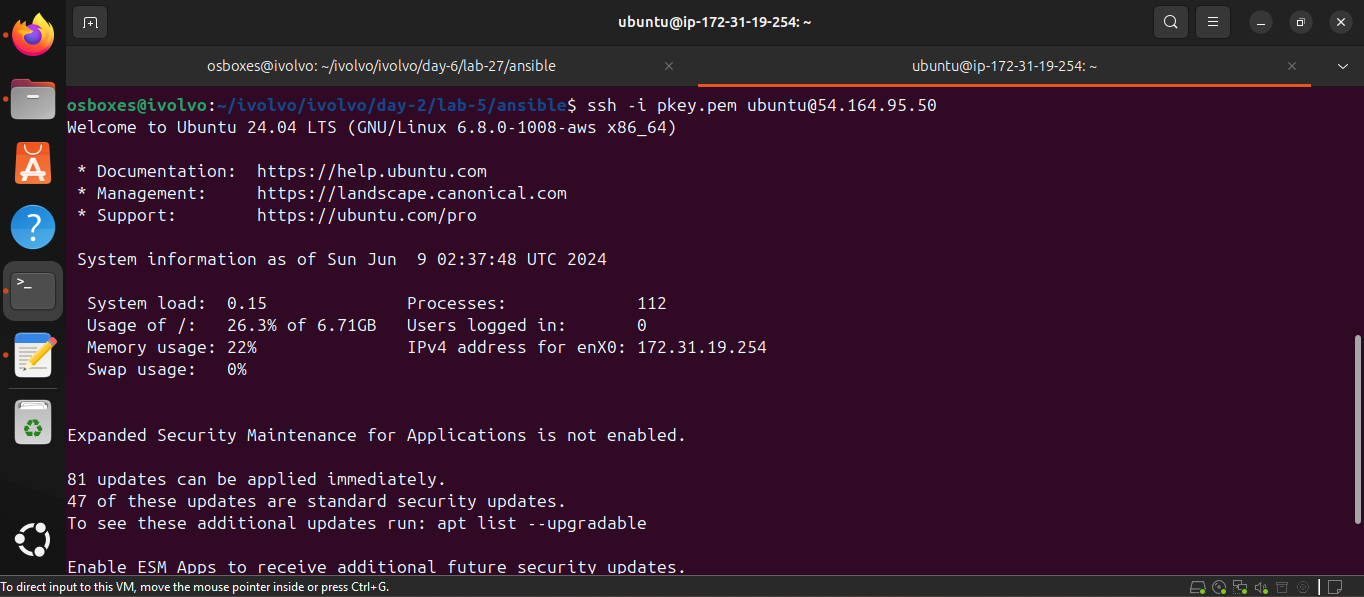 ubuntu@ip-172-31-19-254: ~
osboxes@ivolvo: ~/ivolvo/ivolvo/day-6/lab-27/ansible
ubuntu@ip-172-31-19-254: ~
osboxes@ivolvo:~/ivolvo/ivolvo/day-2/lab-5/ansible$ ssh -i pkey.pem ubuntu@54.164.95.50
Welcome to Ubuntu 24.04 LTS (GNU/Linux 6.8.0-1008-aws x86_64)
* Documentation:  https://help.ubuntu.com
* Management:     https://landscape.canonical.com
* Support:        https://ubuntu.com/pro
System information as of Sun Jun  9 02:37:48 UTC 2024
System load:  0.15              Processes:             112
Usage of /:   26.3% of 6.71GB   Users logged in:       0
Memory usage: 22%               IPv4 address for enX0: 172.31.19.254
Swap usage:   0%
Expanded Security Maintenance for Applications is not enabled.
81 updates can be applied immediately.
47 of these updates are standard security updates.
To see these additional updates run: apt list --upgradable
Enable ESM Apps to receive additional future security updates.
To direct input to this VM, move the mouse pointer inside or press Ctrl+G.